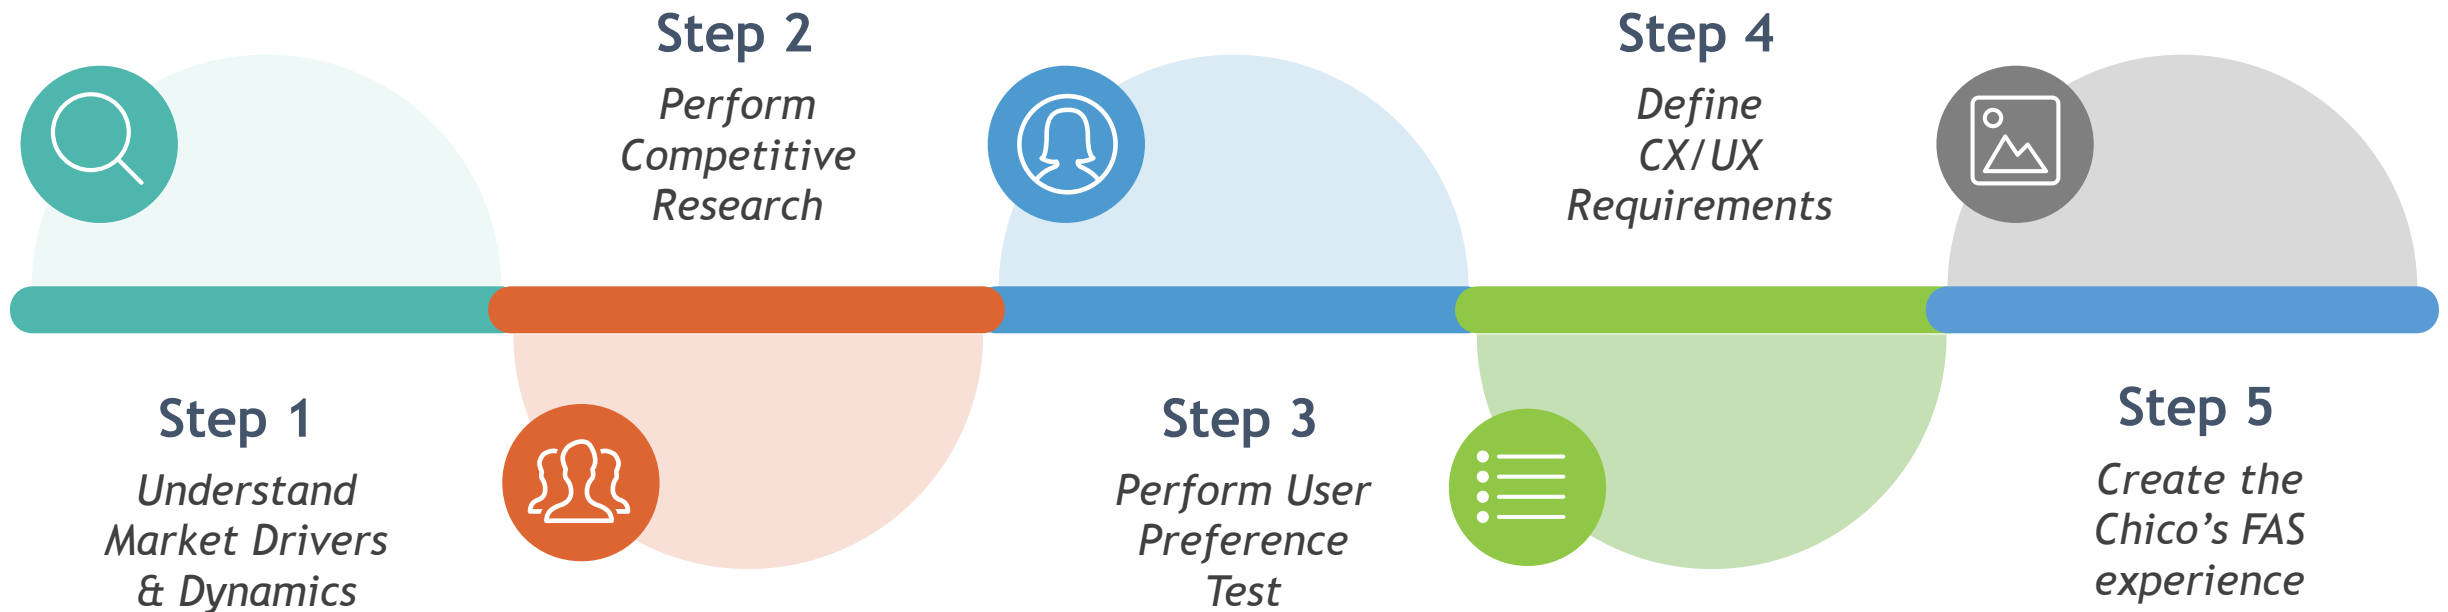 Step 1
Understand
Market Drivers
& Dynamics
Step 2
Perform
Competitive
Research
Step 3
Perform User
Preference
Test
Step 4
Define
CX/UX
Requirements
Step 5
Create the
Chico’s FAS
experience